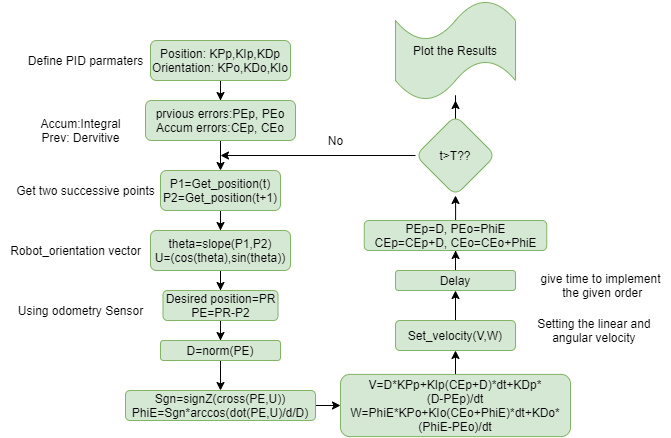 Define PID parmaters
Position: KPp,KIp,KDp
Orientation: KPo,KDo,KIo
Accum:Integral
Prev: Dervitive
prvious errors:PEp, PEo
Accum errors:CEp, CEo
Get two successive points
P1=Get_position(t)
P2=Get_position(t+1)
Robot_orientation vector
theta=slope(P1,P2)
U=(cos(theta),sin(theta))
Using odometry Sensor
Desired position=PR
PE=PR-P2
D=norm(PE)
Sgn=signZ(cross(PE,U))
PhiE=Sgn*arccos(dot(PE,U)/d/D)
V=D*KPp+KIp(CEp+D)*dt+KDp*
(D-PEp)/dt
W=PhiE*KPo+KIo(CEo+PhiE)*dt+KDo*
(PhiE-PEo)/dt
Set_velocity(V,W)
Setting the linear and
angular velocity
Delay
give time to implement
the given order
PEp=D, PEo=PhiE
CEp=CEp+D, CEo=CEo+PhiE
t>T??
No
Plot the Results